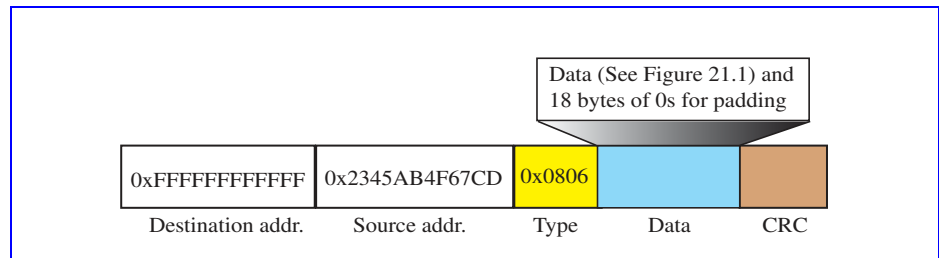 Data (See Figure 21.1) and
18 bytes of 0s for padding
0xFFFFFFFFFFFF 0x2345AB4F67CD 0x0806
Destination addr. Source addr. Type Data CRC